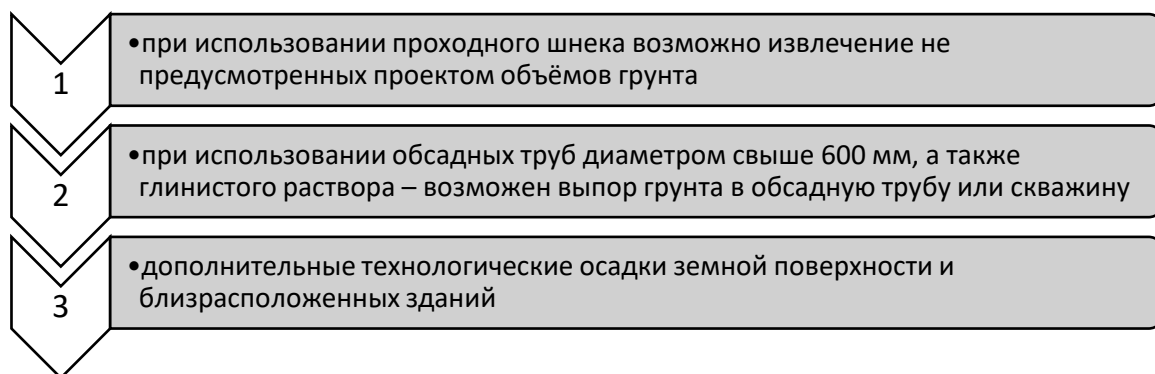 1
•при использовании проходного шнека возможно извлечение не
предусмотренных проектом объёмов грунта
2
•при использовании обсадных труб диаметром свыше 600 мм, а также
глинистого раствора – возможен выпор грунта в обсадную трубу или скважину
3
•дополнительные технологические осадки земной поверхности и
близрасположенных зданий